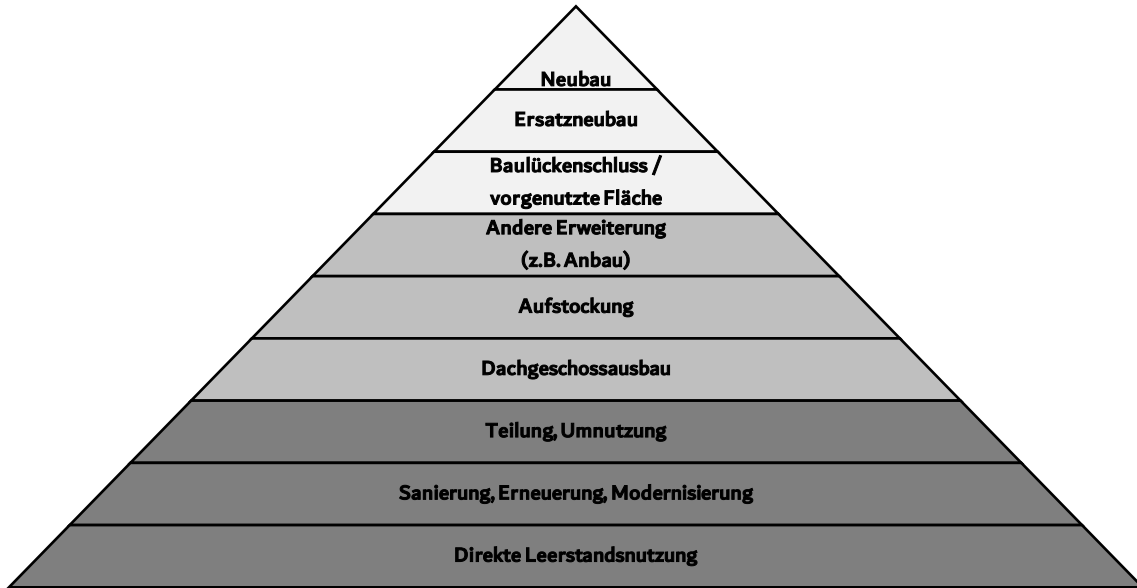 Neubau
Ersatzneubau
Baulückenschluss /
vorgenutzte Fläche
Andere Erweiterung
(z.B. Anbau)
Aufstockung
Dachgeschossausbau
Teilung, Umnutzung
Sanierung, Erneuerung, Modernisierung
Direkte Leerstandsnutzung